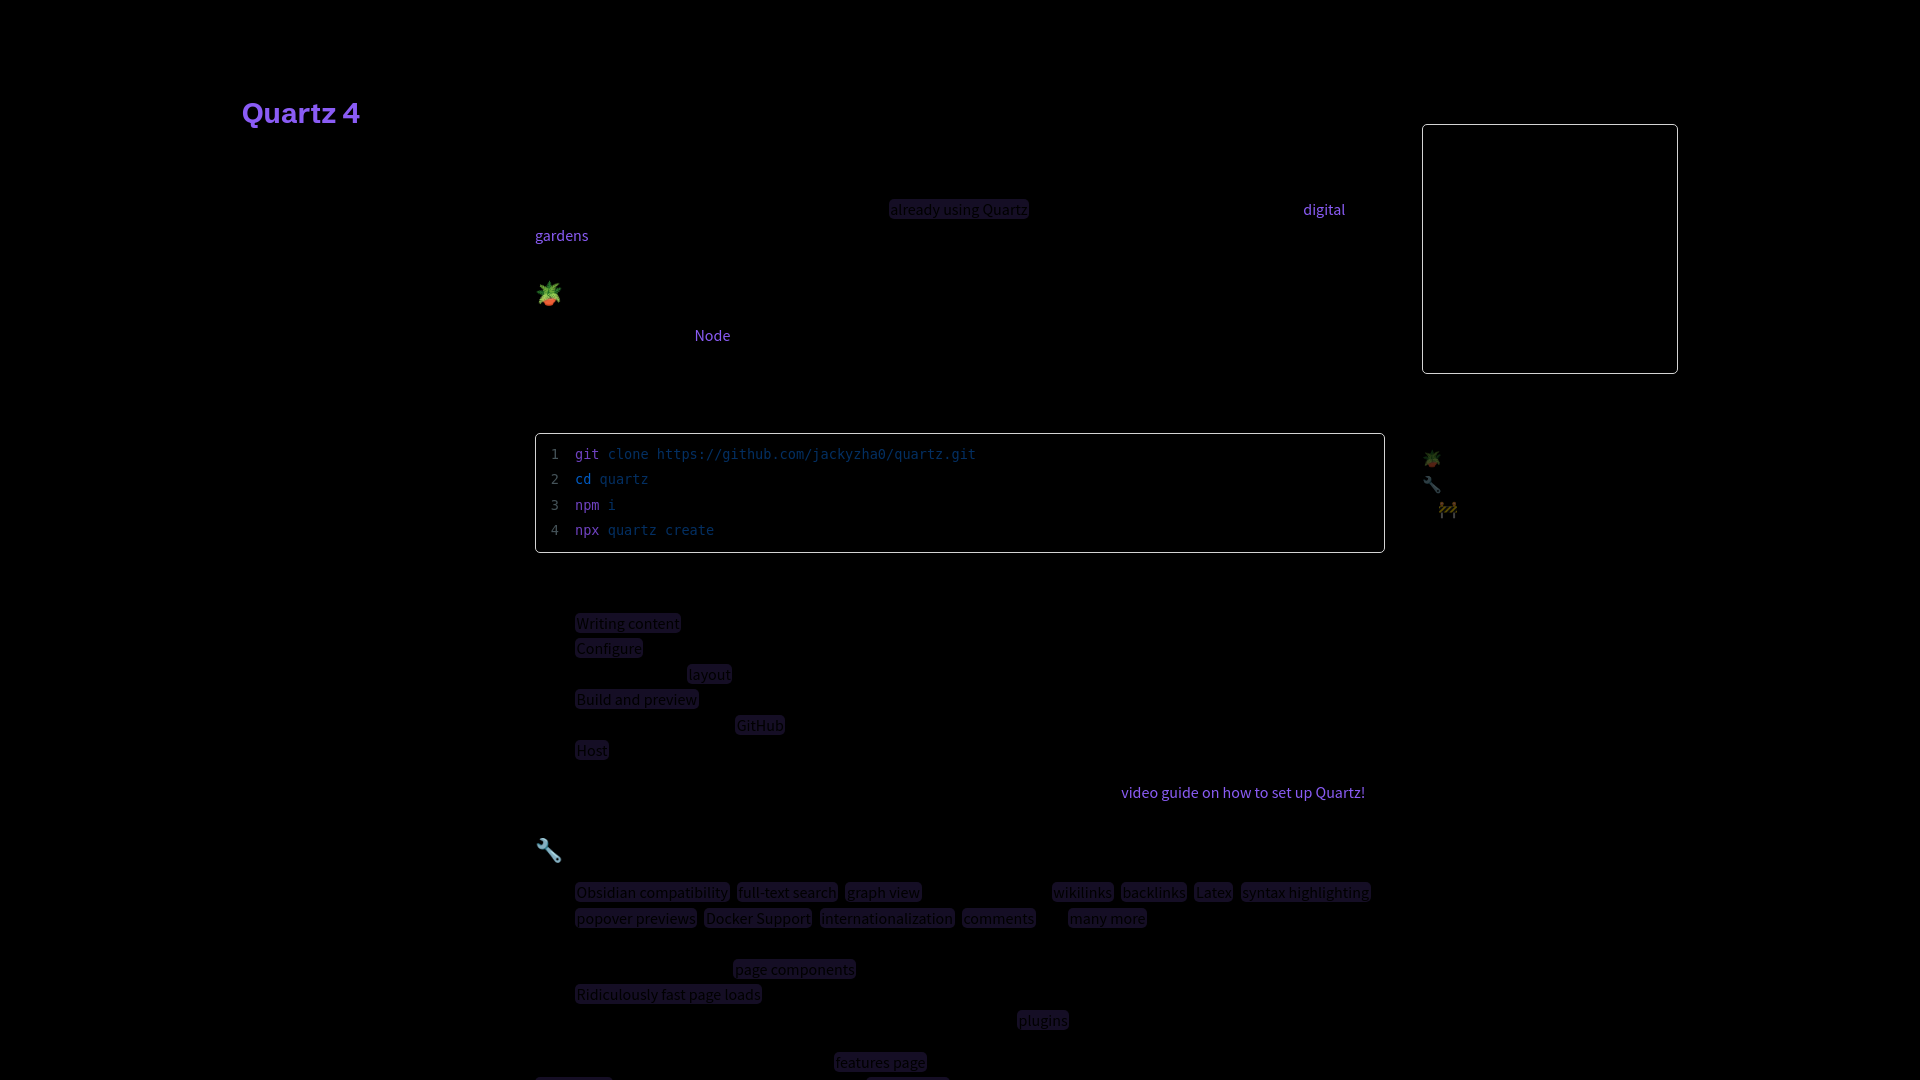 Quartz 4
already using Quartz digital
gardens
Node
1 git clone https://github.com/jackyzha0/quartz.git
2 cd quartz
3 npm i
4 npx quartz create
Writing content
Configure
layout
Build and preview
GitHub
Host
video guide on how to set up Quartz!
Obsidian compatibility full-text search graph view wikilinks backlinks Latex syntax highlighting
popover previews Docker Support internationalization comments many more
page components
Ridiculously fast page loads
plugins
features page